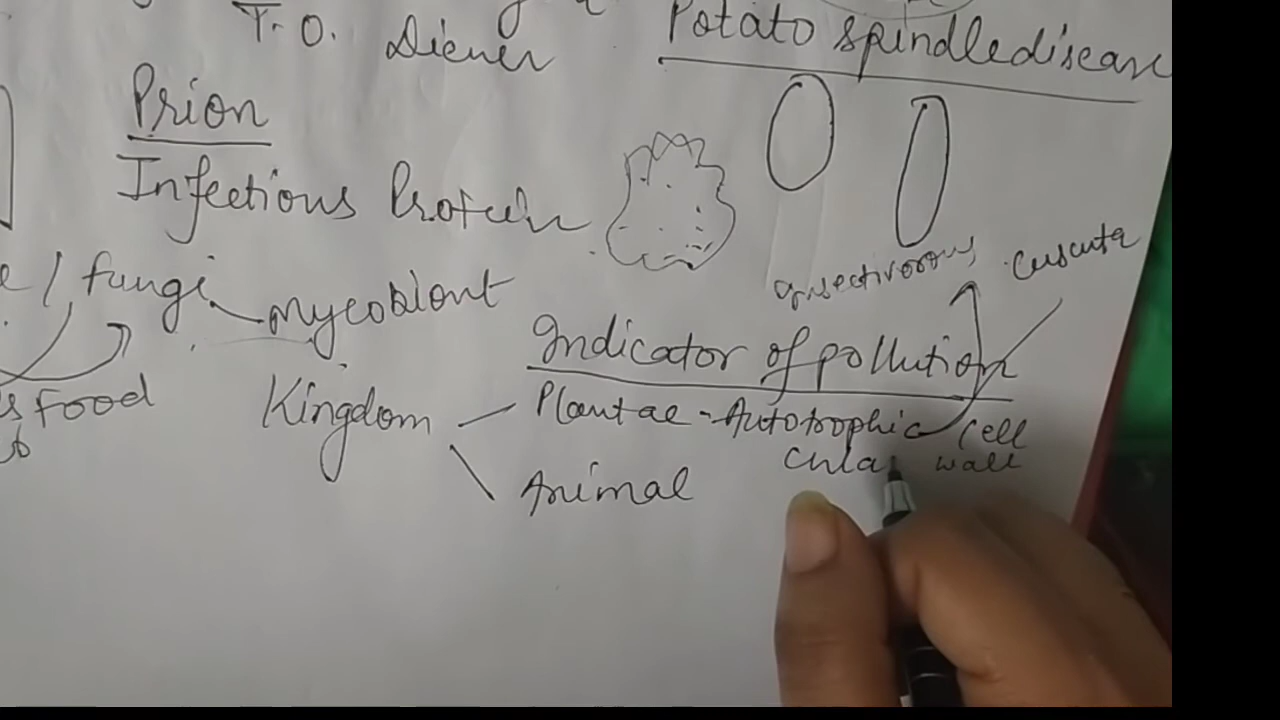 T.O. Diener
Potato spindle disease
Prion
Infectious Protein
insectivorous, Cuscuta
/ fungi
mycobiont
Indicator of pollution
Food
Kingdom
Plantae - Autotrophic Cell
Chla wall
Animal